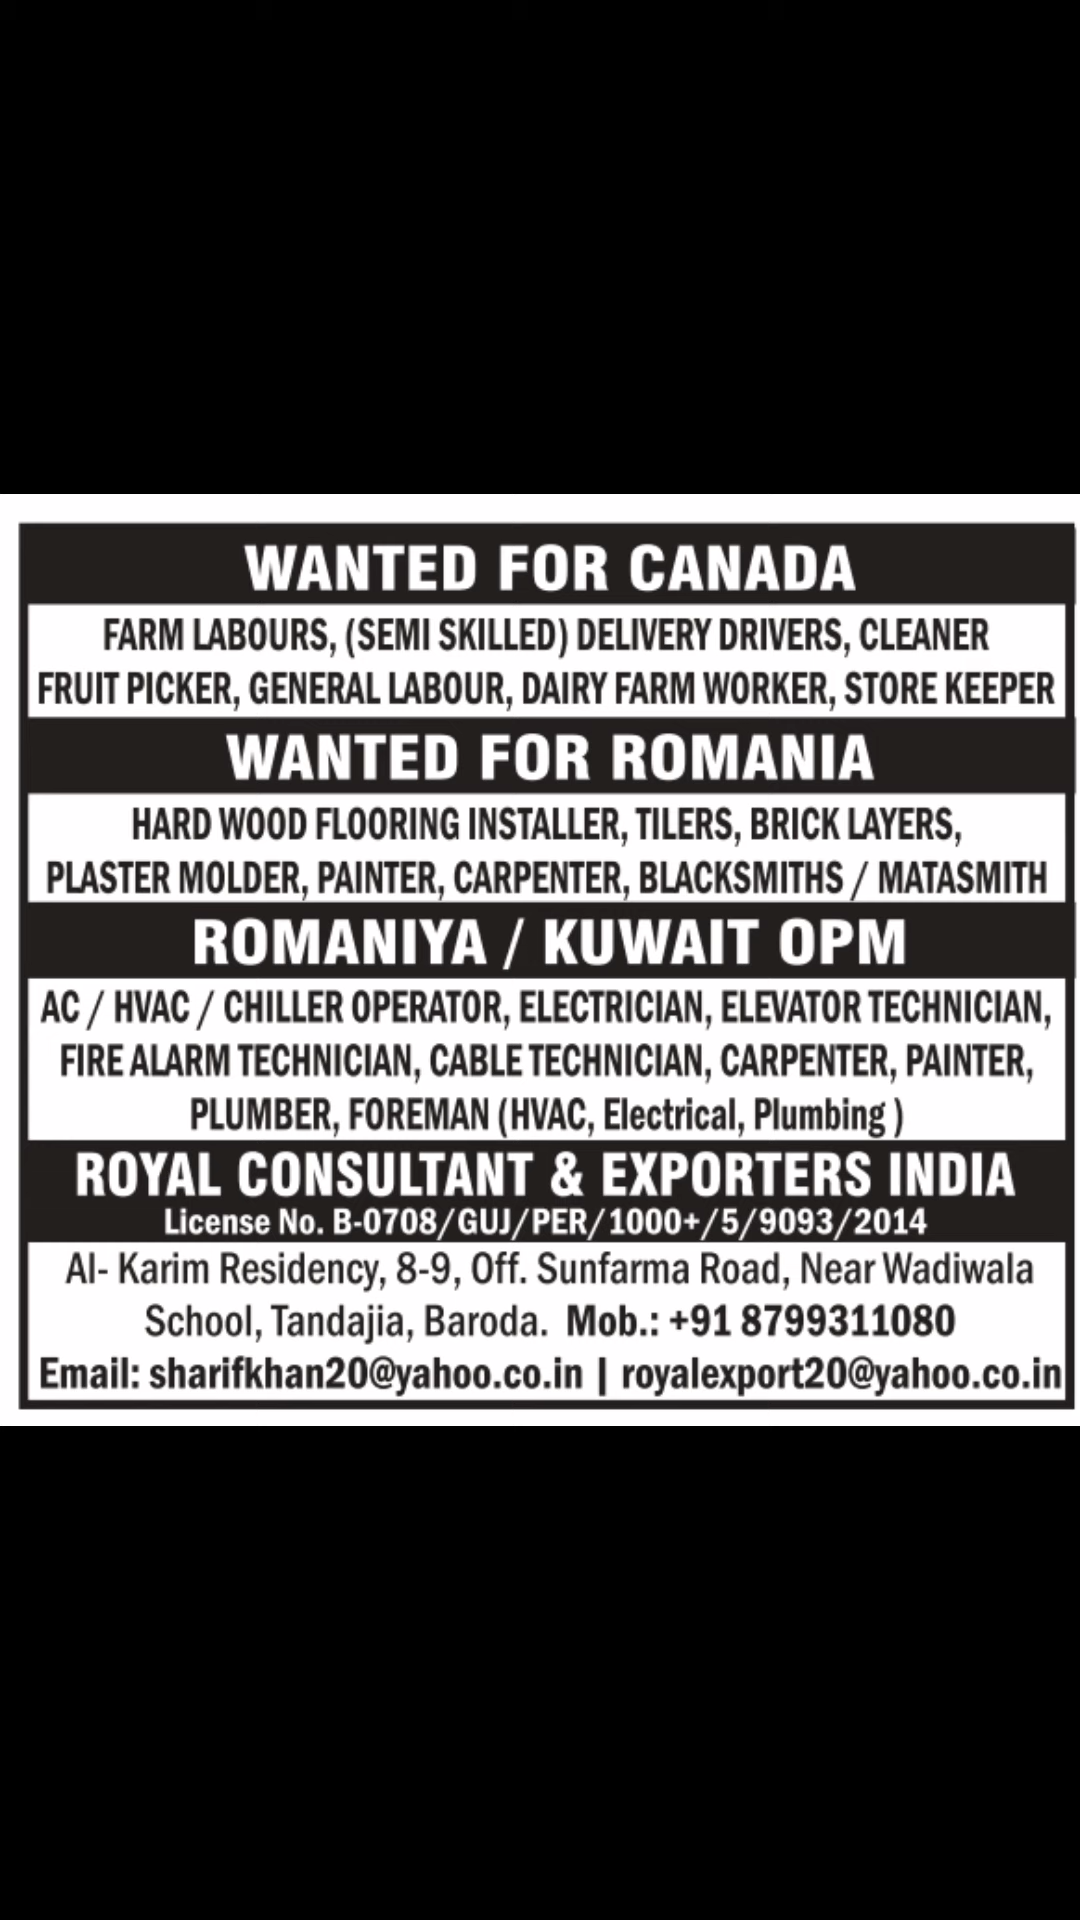 WANTED FOR CANADA
FARM LABOURS, (SEMI SKILLED) DELIVERY DRIVERS, CLEANER
FRUIT PICKER, GENERAL LABOUR, DAIRY FARM WORKER, STORE KEEPER
WANTED FOR ROMANIA
HARD WOOD FLOORING INSTALLER, TILERS, BRICK LAYERS,
PLASTER MOLDER, PAINTER, CARPENTER, BLACKSMITHS / MATASMITH
ROMANIYA / KUWAIT OPM
AC / HVAC / CHILLER OPERATOR, ELECTRICIAN, ELEVATOR TECHNICIAN,
FIRE ALARM TECHNICIAN, CABLE TECHNICIAN, CARPENTER, PAINTER,
PLUMBER, FOREMAN (HVAC, Electrical, Plumbing )
ROYAL CONSULTANT & EXPORTERS INDIA
License No. B-0708/GUJ/PER/1000+/5/9093/2014
Al- Karim Residency, 8-9, Off. Sunfarma Road, Near Wadiwala
School, Tandajia, Baroda. Mob.: +91 8799311080
Email: sharifkhan20@yahoo.co.in | royalexport20@yahoo.co.in